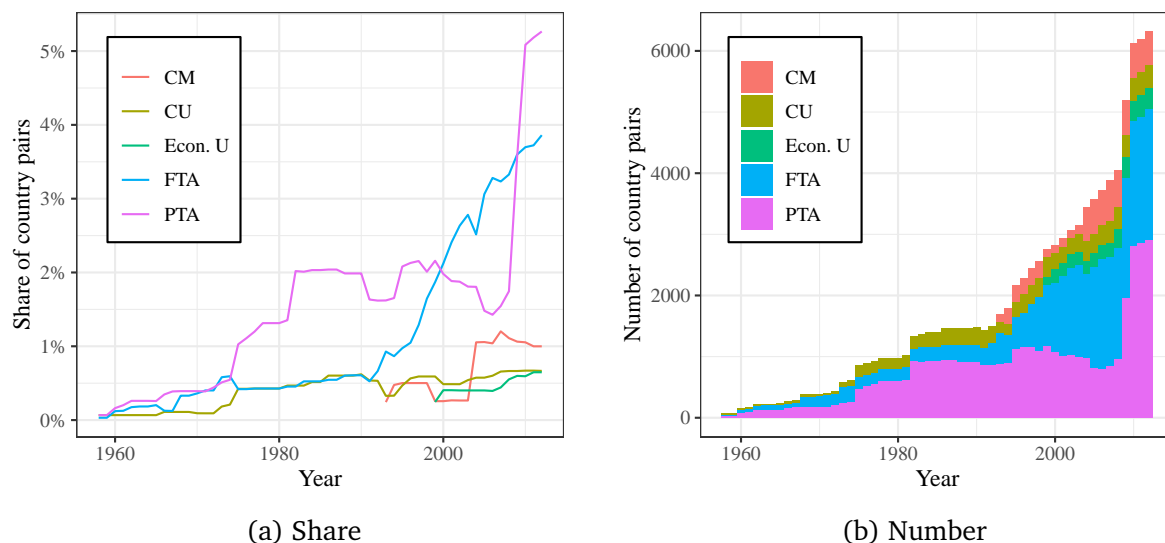 5%
4%
3%
2%
1%
0%
Share of country pairs
CM
CU
Econ. U
FTA
PTA
1960
1980
2000
Year
(a) Share
6000
4000
2000
0
Number of country pairs
CM
CU
Econ. U
FTA
PTA
1960
1980
2000
Year
(b) Number